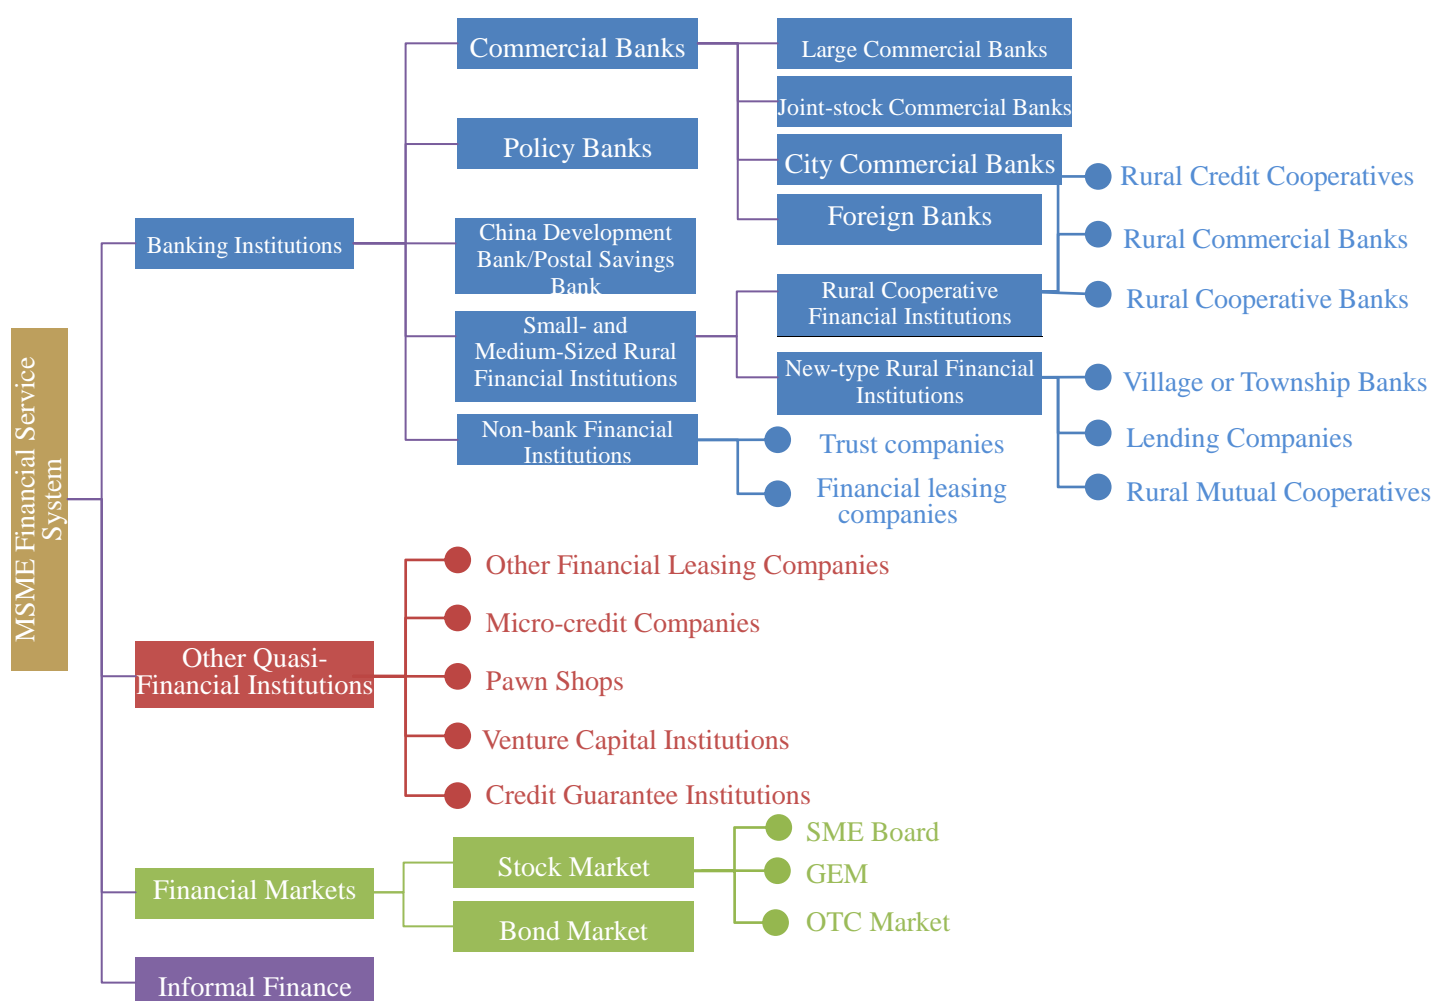 MSME Financial Service
System
Banking Institutions
Commercial Banks
Large Commercial Banks
Joint-stock Commercial Banks
City Commercial Banks
Foreign Banks
Policy Banks
China Development
Bank/Postal Savings
Bank
Small- and
Medium-Sized Rural
Financial Institutions
Rural Cooperative
Financial Institutions
Rural Credit Cooperatives
Rural Commercial Banks
Rural Cooperative Banks
New-type Rural Financial
Institutions
Village or Township Banks
Lending Companies
Rural Mutual Cooperatives
Non-bank Financial
Institutions
Trust companies
Financial leasing
companies
Other Quasi-
Financial Institutions
Other Financial Leasing Companies
Micro-credit Companies
Pawn Shops
Venture Capital Institutions
Credit Guarantee Institutions
Financial Markets
Stock Market
SME Board
GEM
OTC Market
Bond Market
Informal Finance